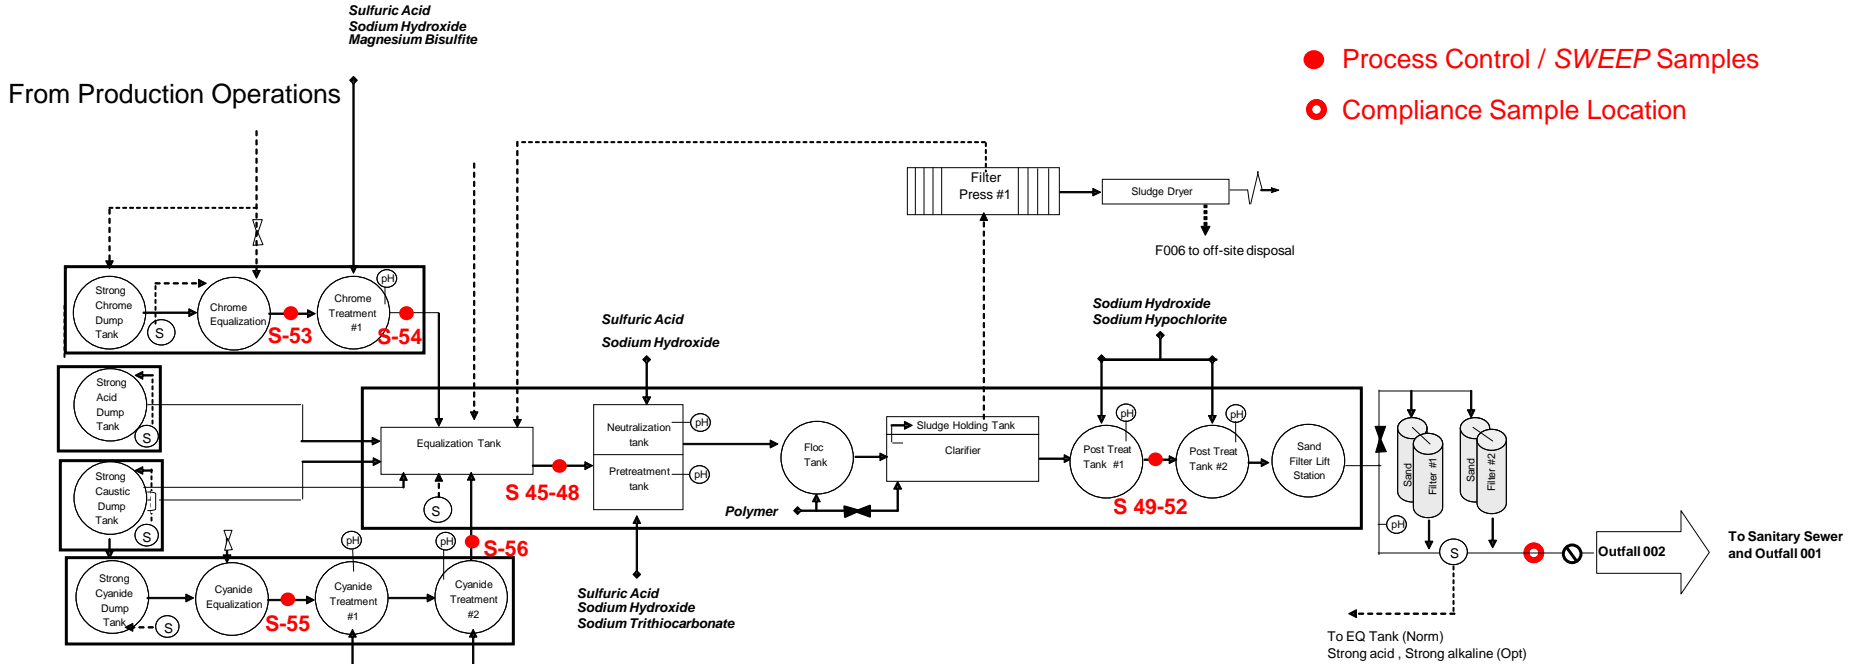 Sulfuric Acid
Sodium Hydroxide
Magnesium Bisulfite
From Production Operations
Process Control / SWEEP Samples
Compliance Sample Location
Filter
Press #1
Sludge Dryer
F006 to off-site disposal
Strong
Chrome
Dump
Tank
S
Chrome
Equalization
S-53
Chrome
Treatment
#1
pH
S-54
Sulfuric Acid
Sodium Hydroxide
Sodium Hydroxide
Sodium Hypochlorite
Strong
Acid
Dump
Tank
S
Equalization Tank
S
S 45-48
Neutralization
tank
pH
Pretreatment
tank
pH
Floc
Tank
Polymer
Sludge Holding Tank
Clarifier
Post Treat
Tank #1
pH
S 49-52
Post Treat
Tank #2
pH
Sand
Filter Lift
Station
Sand
Filter #1
Sand
Filter #2
pH
S
Outfall 002
To Sanitary Sewer
and Outfall 001
Strong
Caustic
Dump
Tank
S
Strong
Cyanide
Dump
Tank
S
Cyanide
Equalization
S-55
Cyanide
Treatment
#1
pH
Cyanide
Treatment
#2
pH
S-56
Sulfuric Acid
Sodium Hydroxide
Sodium Trithiocarbonate
To EQ Tank (Norm)
Strong acid , Strong alkaline (Opt)